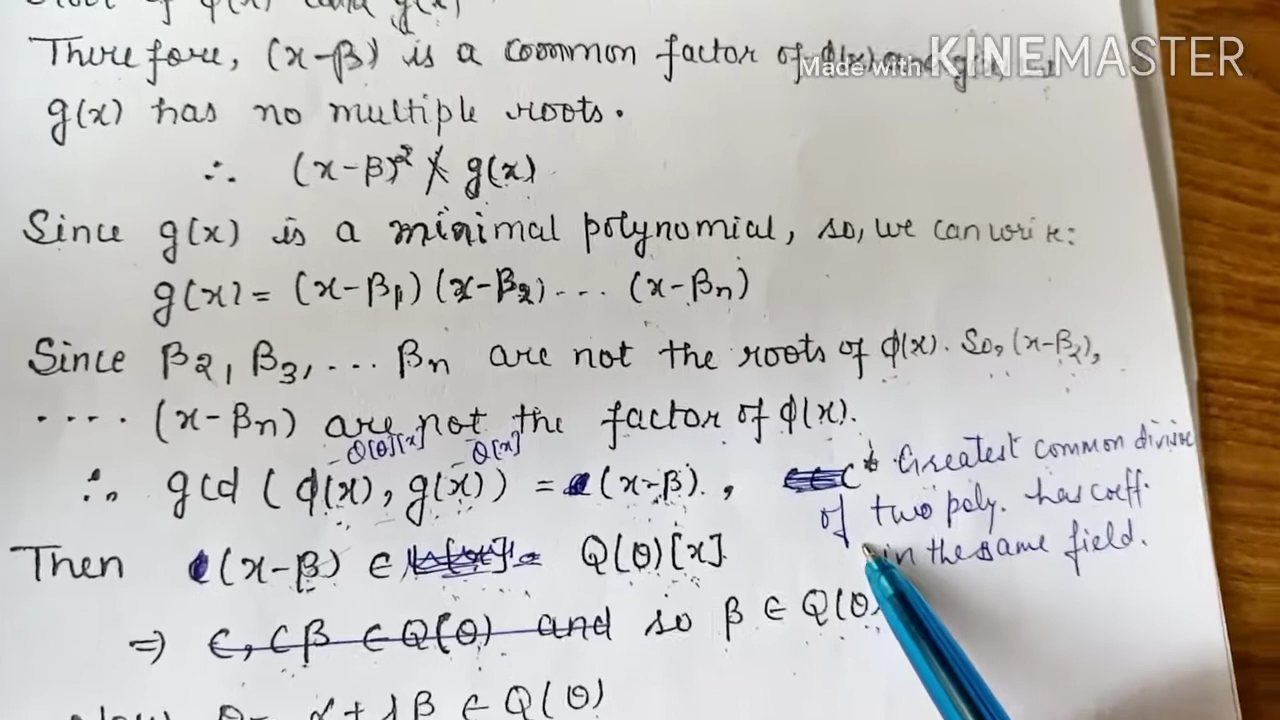 Therefore, (x-β) is a common factor of ϕ(x) and g(x)
Made with KINEMASTER
g(x) has no multiple roots.
∴ (x-β)² ∤ g(x)
Since g(x) is a minimal polynomial, so, we can write:
g(x) = (x-β₁) (x-β₂) ... (x-βn)
Since β₂, β₃, ... βn are not the roots of ϕ(x). So, (x-β₂),
.... (x-βn) are not the factor of ϕ(x).
Q(θ)[x] Q[x]
∴ gcd (ϕ(x), g(x)) = (x-β), (∵ Greatest common divisor
of two poly. has coeff.
in the same field.
Then (x-β) ∈ Q(θ)[x].
⇒ c, cβ ∈ Q(θ) and so β ∈ Q(θ)
Now θ = α + λβ ∈ Q(θ)